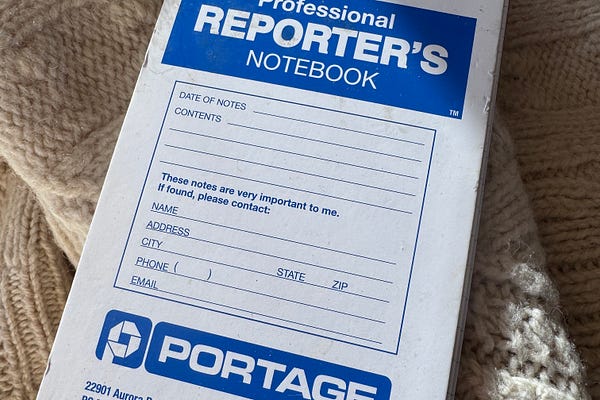 Professional
REPORTER'S
NOTEBOOK
TM
DATE OF NOTES
CONTENTS
These notes are very important to me.
If found, please contact:
NAME
ADDRESS
CITY
STATE
ZIP
PHONE ( )
EMAIL
PORTAGE
22901 Aurora